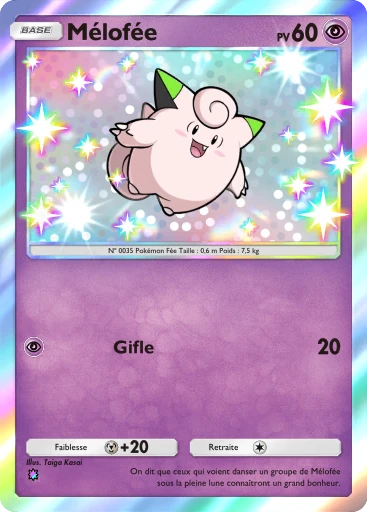 BASE
Mélofée
PV 60
N° 0035 Pokémon Fée Taille : 0,6 m Poids : 7,5 kg
Gifle 20
Faiblesse +20
Retraite
Illus. Taiga Kasai
On dit que ceux qui voient danser un groupe de Mélofée
sous la pleine lune connaîtront un grand bonheur.